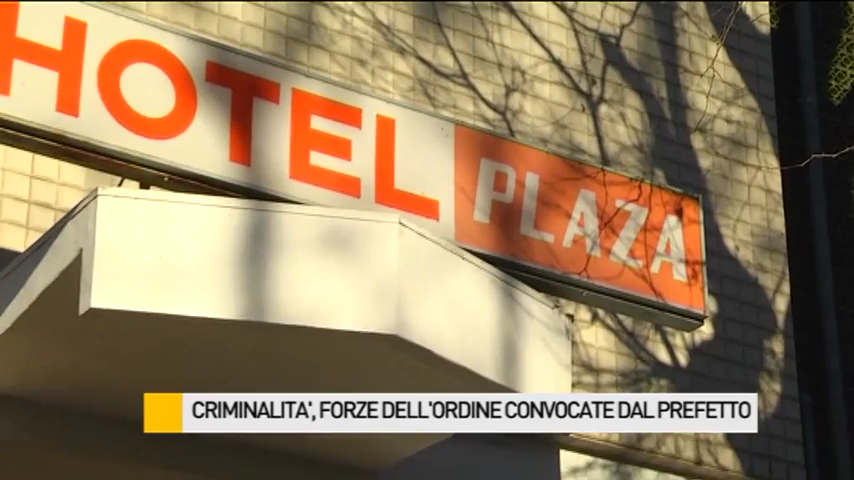 HOTEL PLAZA
CRIMINALITA', FORZE DELL'ORDINE CONVOCATE DAL PREFETTO